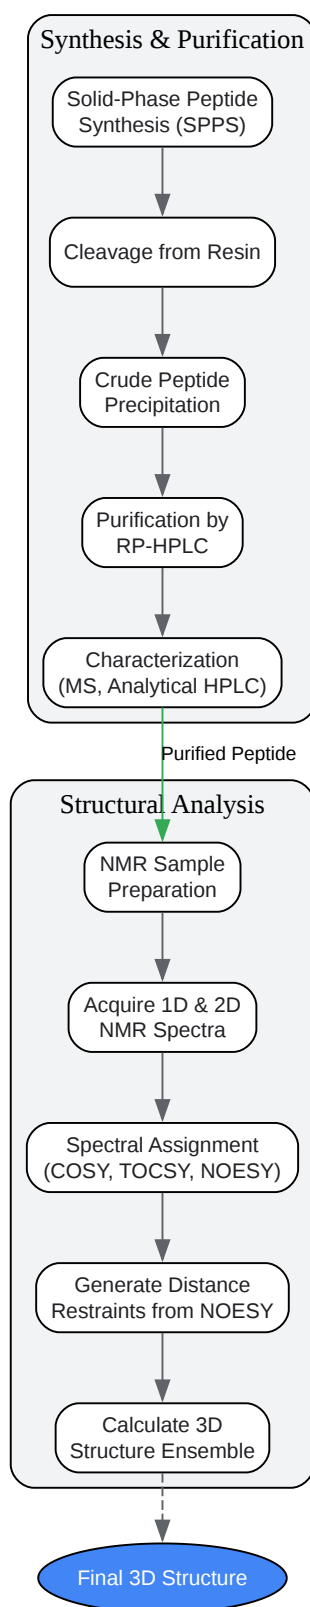 Synthesis & Purification
Solid-Phase Peptide
Synthesis (SPPS)
Cleavage from Resin
Crude Peptide
Precipitation
Purification by
RP-HPLC
Characterization
(MS, Analytical HPLC)
Purified Peptide
Structural Analysis
NMR Sample
Preparation
Acquire 1D & 2D
NMR Spectra
Spectral Assignment
(COSY, TOCSY, NOESY)
Generate Distance
Restraints from NOESY
Calculate 3D
Structure Ensemble
Final 3D Structure